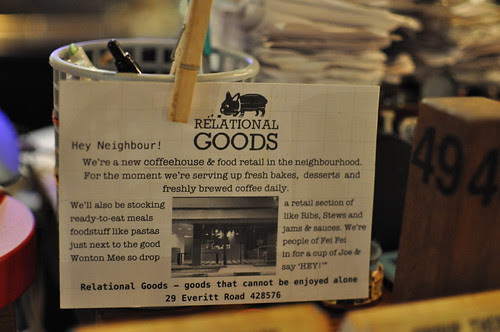 RELATIONAL
GOODS
Hey Neighbour!
We're a new coffeehouse & food retail in the neighbourhood.
For the moment we're serving up fresh bakes, desserts and
freshly brewed coffee daily.
We'll also be stocking a retail section of
ready-to-eat meals like Ribs, Stews and
foodstuff like pastas jams & sauces. We're
just next to the good people of Fei Fei
Wonton Mee so drop in for a cup of Joe &
say 'HEY!'"
Relational Goods – goods that cannot be enjoyed alone
29 Everitt Road 428576
494